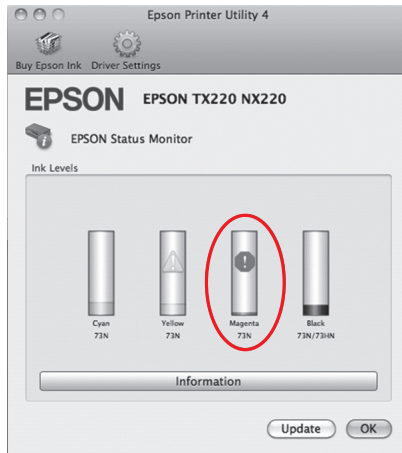 Epson Printer Utility 4
Buy Epson Ink Driver Settings
EPSON EPSON TX220 NX220
EPSON Status Monitor
Ink Levels
Cyan Yellow Magenta Black
73N 73N 73N 73N/73HN
Information
Update OK